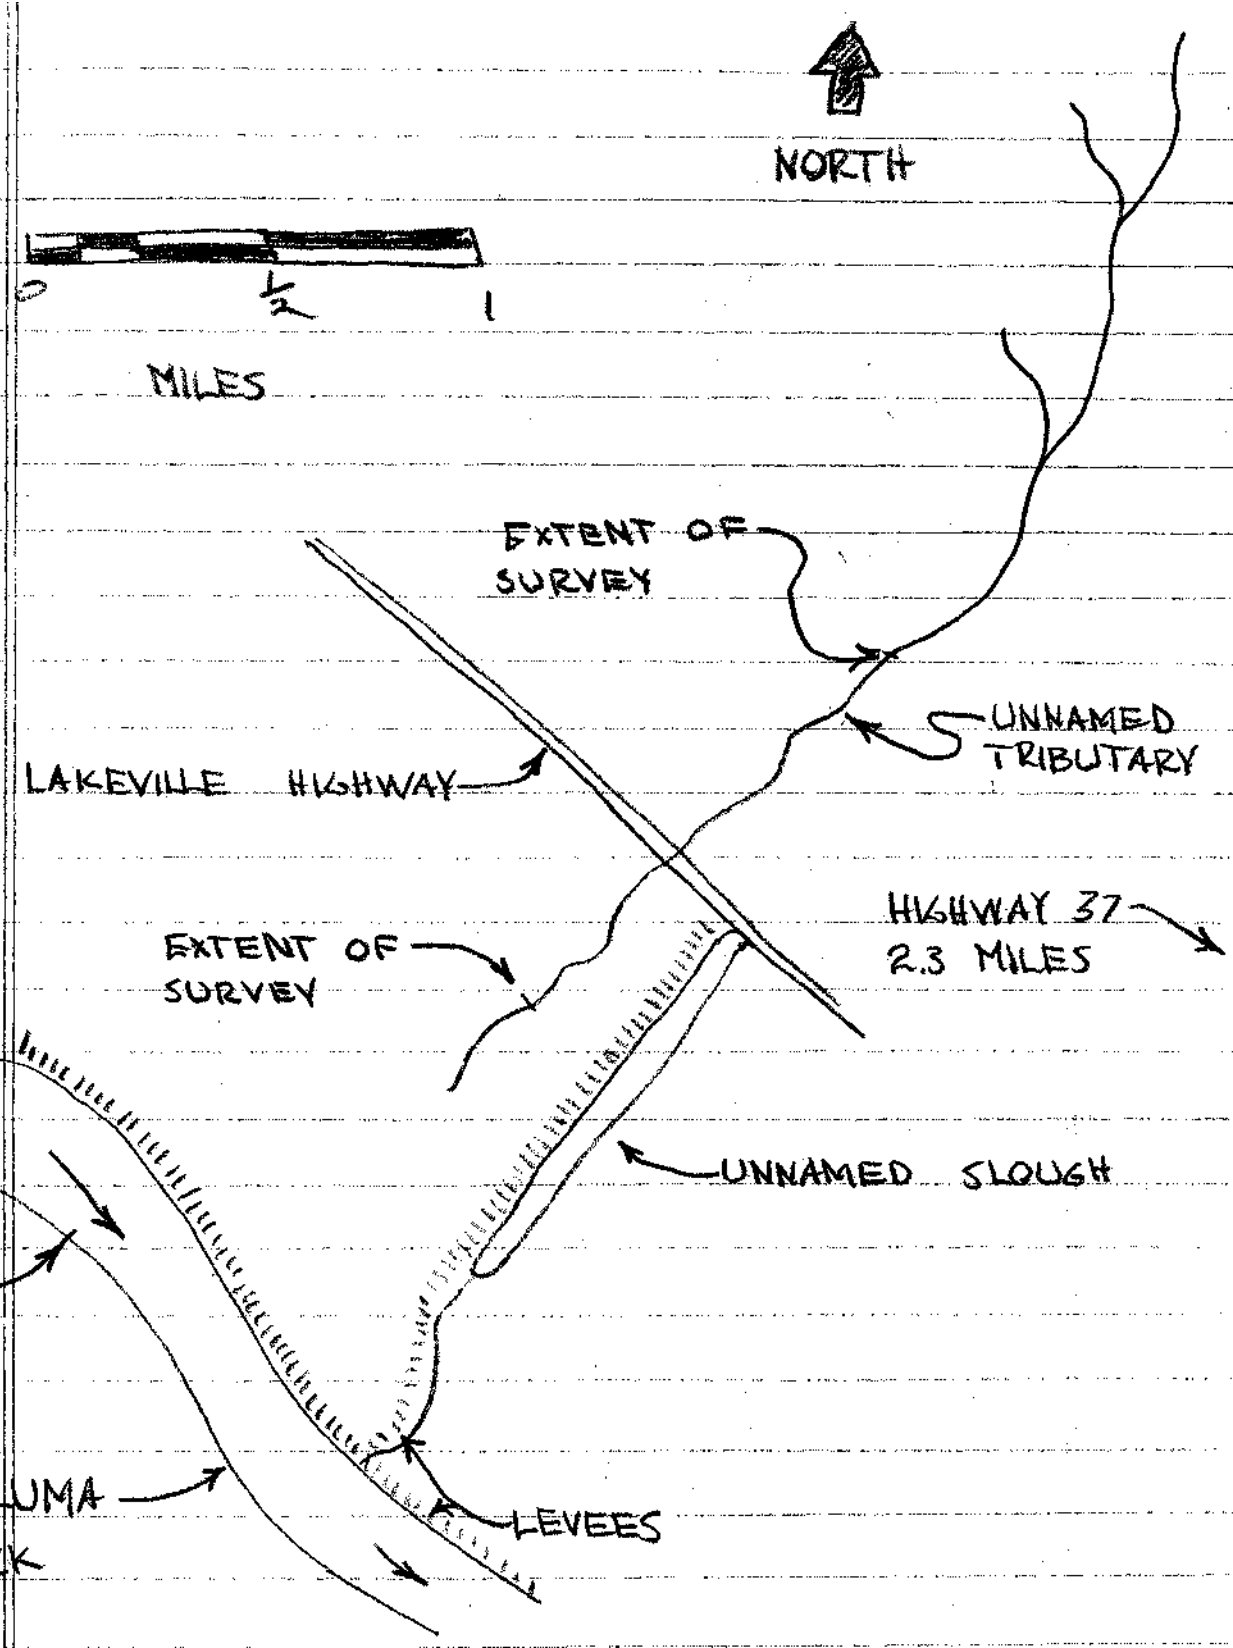 NORTH
0
1/2
1
MILES
EXTENT OF
SURVEY
UNNAMED
TRIBUTARY
LAKEVILLE HIGHWAY
HIGHWAY 37
2.3 MILES
EXTENT OF
SURVEY
UNNAMED SLOUGH
UMA
LEVEES
K